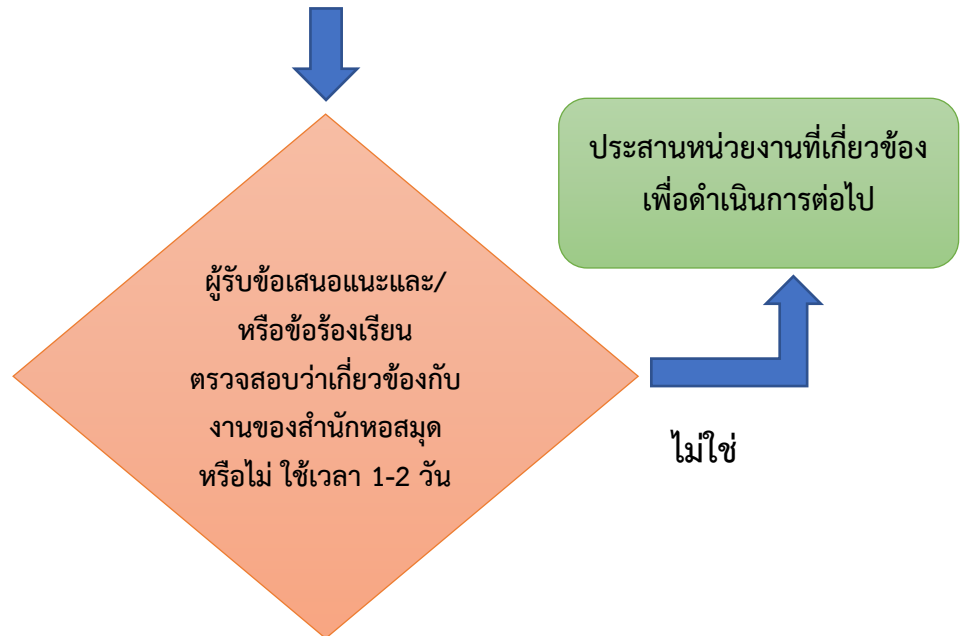 ประสานหน่วยงานที่เกี่ยวข้อง
เพื่อดำเนินการต่อไป
ผู้รับข้อเสนอแนะและ/
หรือข้อร้องเรียน
ตรวจสอบว่าเกี่ยวข้องกับ
งานของสำนักหอสมุด
หรือไม่ ใช้เวลา 1-2 วัน
ไม่ใช่